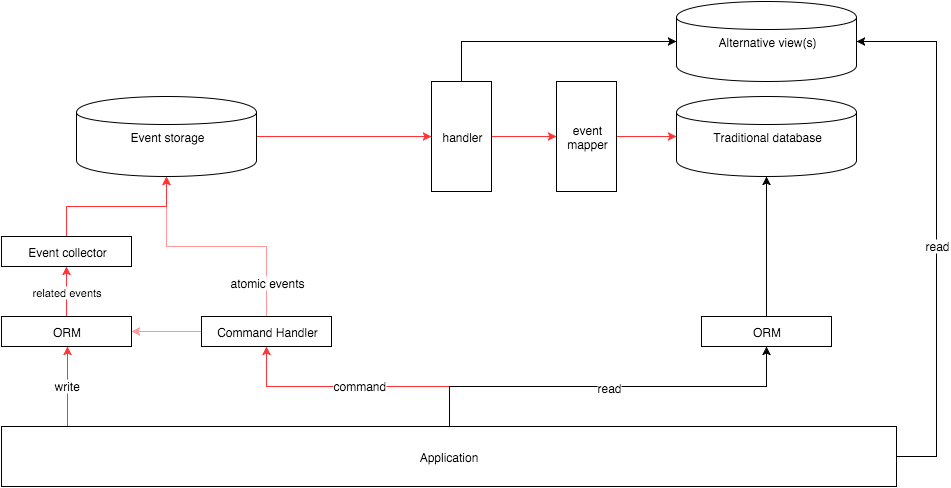 Alternative view(s)
Event storage
handler
event
mapper
Traditional database
read
Event collector
atomic events
related events
ORM
Command Handler
ORM
write
command
read
Application